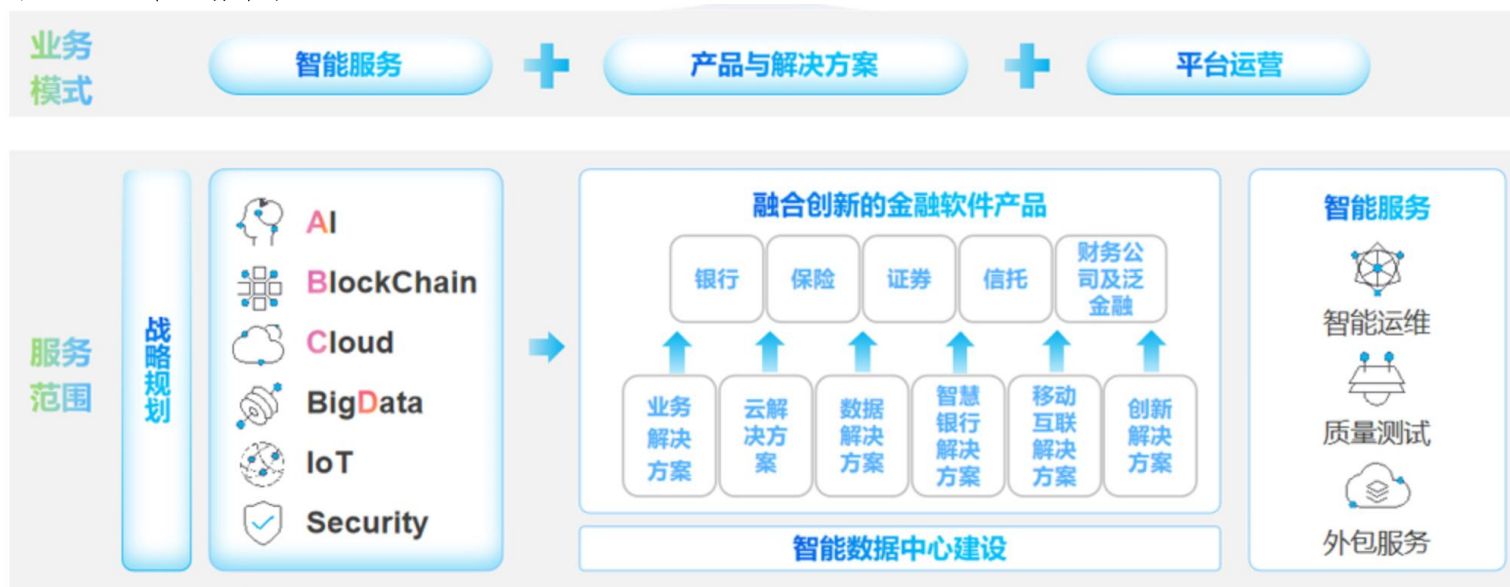 业务
模式
智能服务
产品与解决方案
平台运营
服务
范围
战
略
规
划
AI
BlockChain
Cloud
BigData
IoT
Security
融合创新的金融软件产品
银行
保险
证券
信托
财务公
司及泛
金融
业务
解决
方案
云解
决方
案
数据
解决
方案
智慧
银行
解决
方案
移动
互联
解决
方案
创新
解决
方案
智能数据中心建设
智能服务
智能运维
质量测试
外包服务